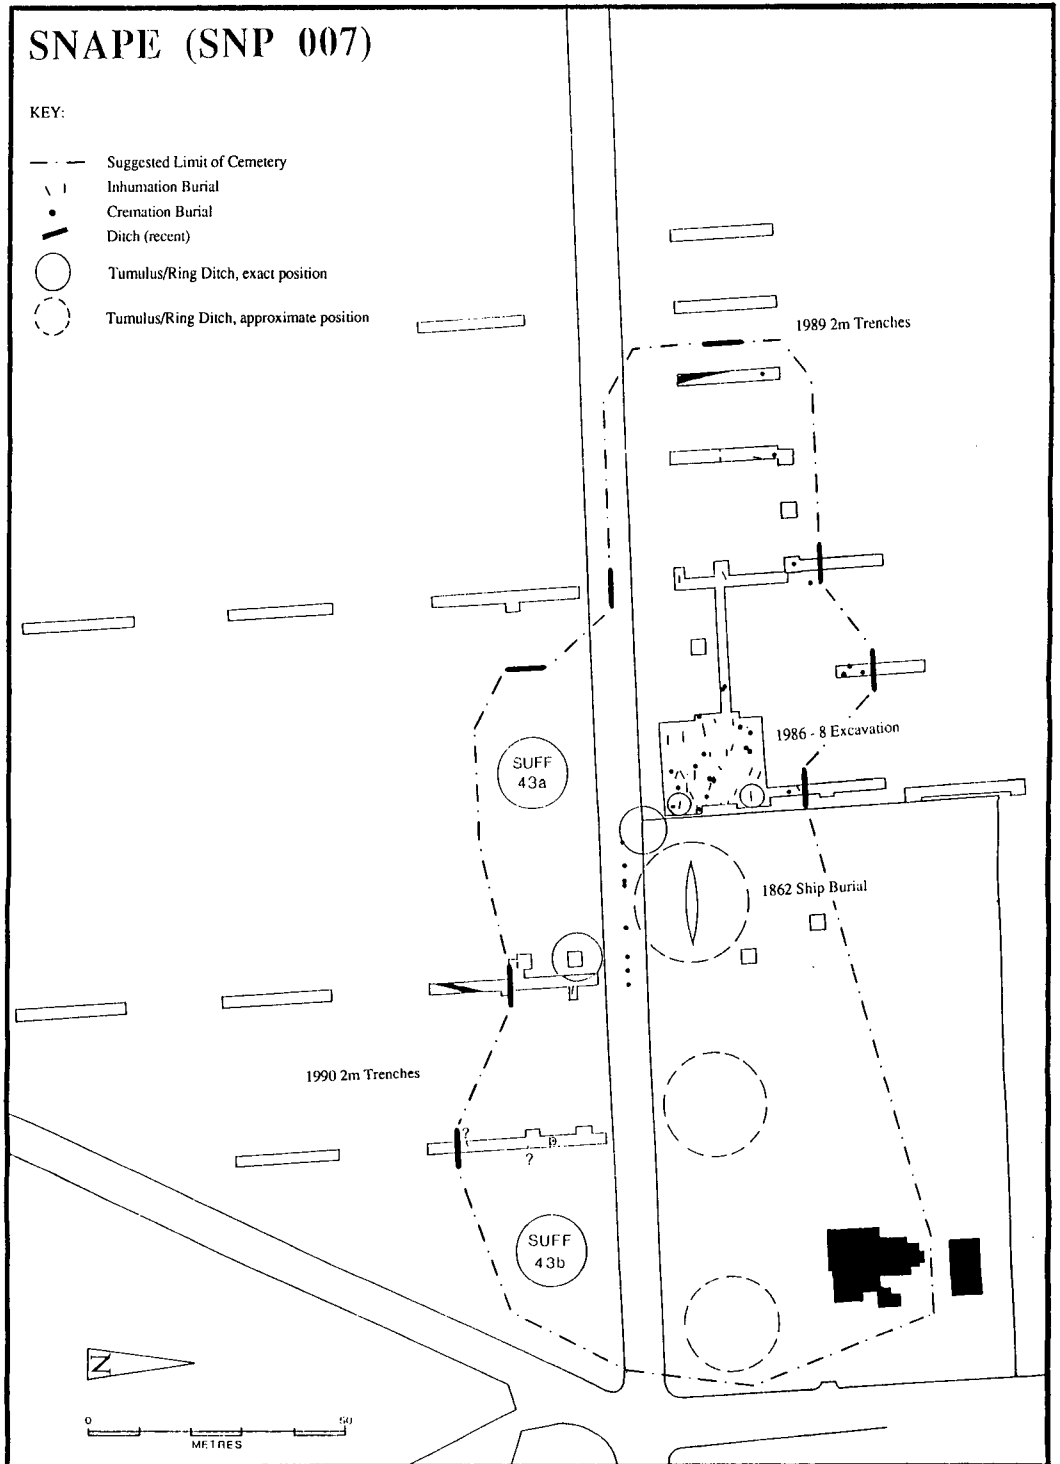 SNAPE (SNP 007)
KEY:
Suggested Limit of Cemetery
Inhumation Burial
Cremation Burial
Ditch (recent)
Tumulus/Ring Ditch, exact position
Tumulus/Ring Ditch, approximate position
1989 2m Trenches
1986 - 8 Excavation
SUFF
43a
1862 Ship Burial
1990 2m Trenches
?
?
SUFF
43b
N
0 50
METRES